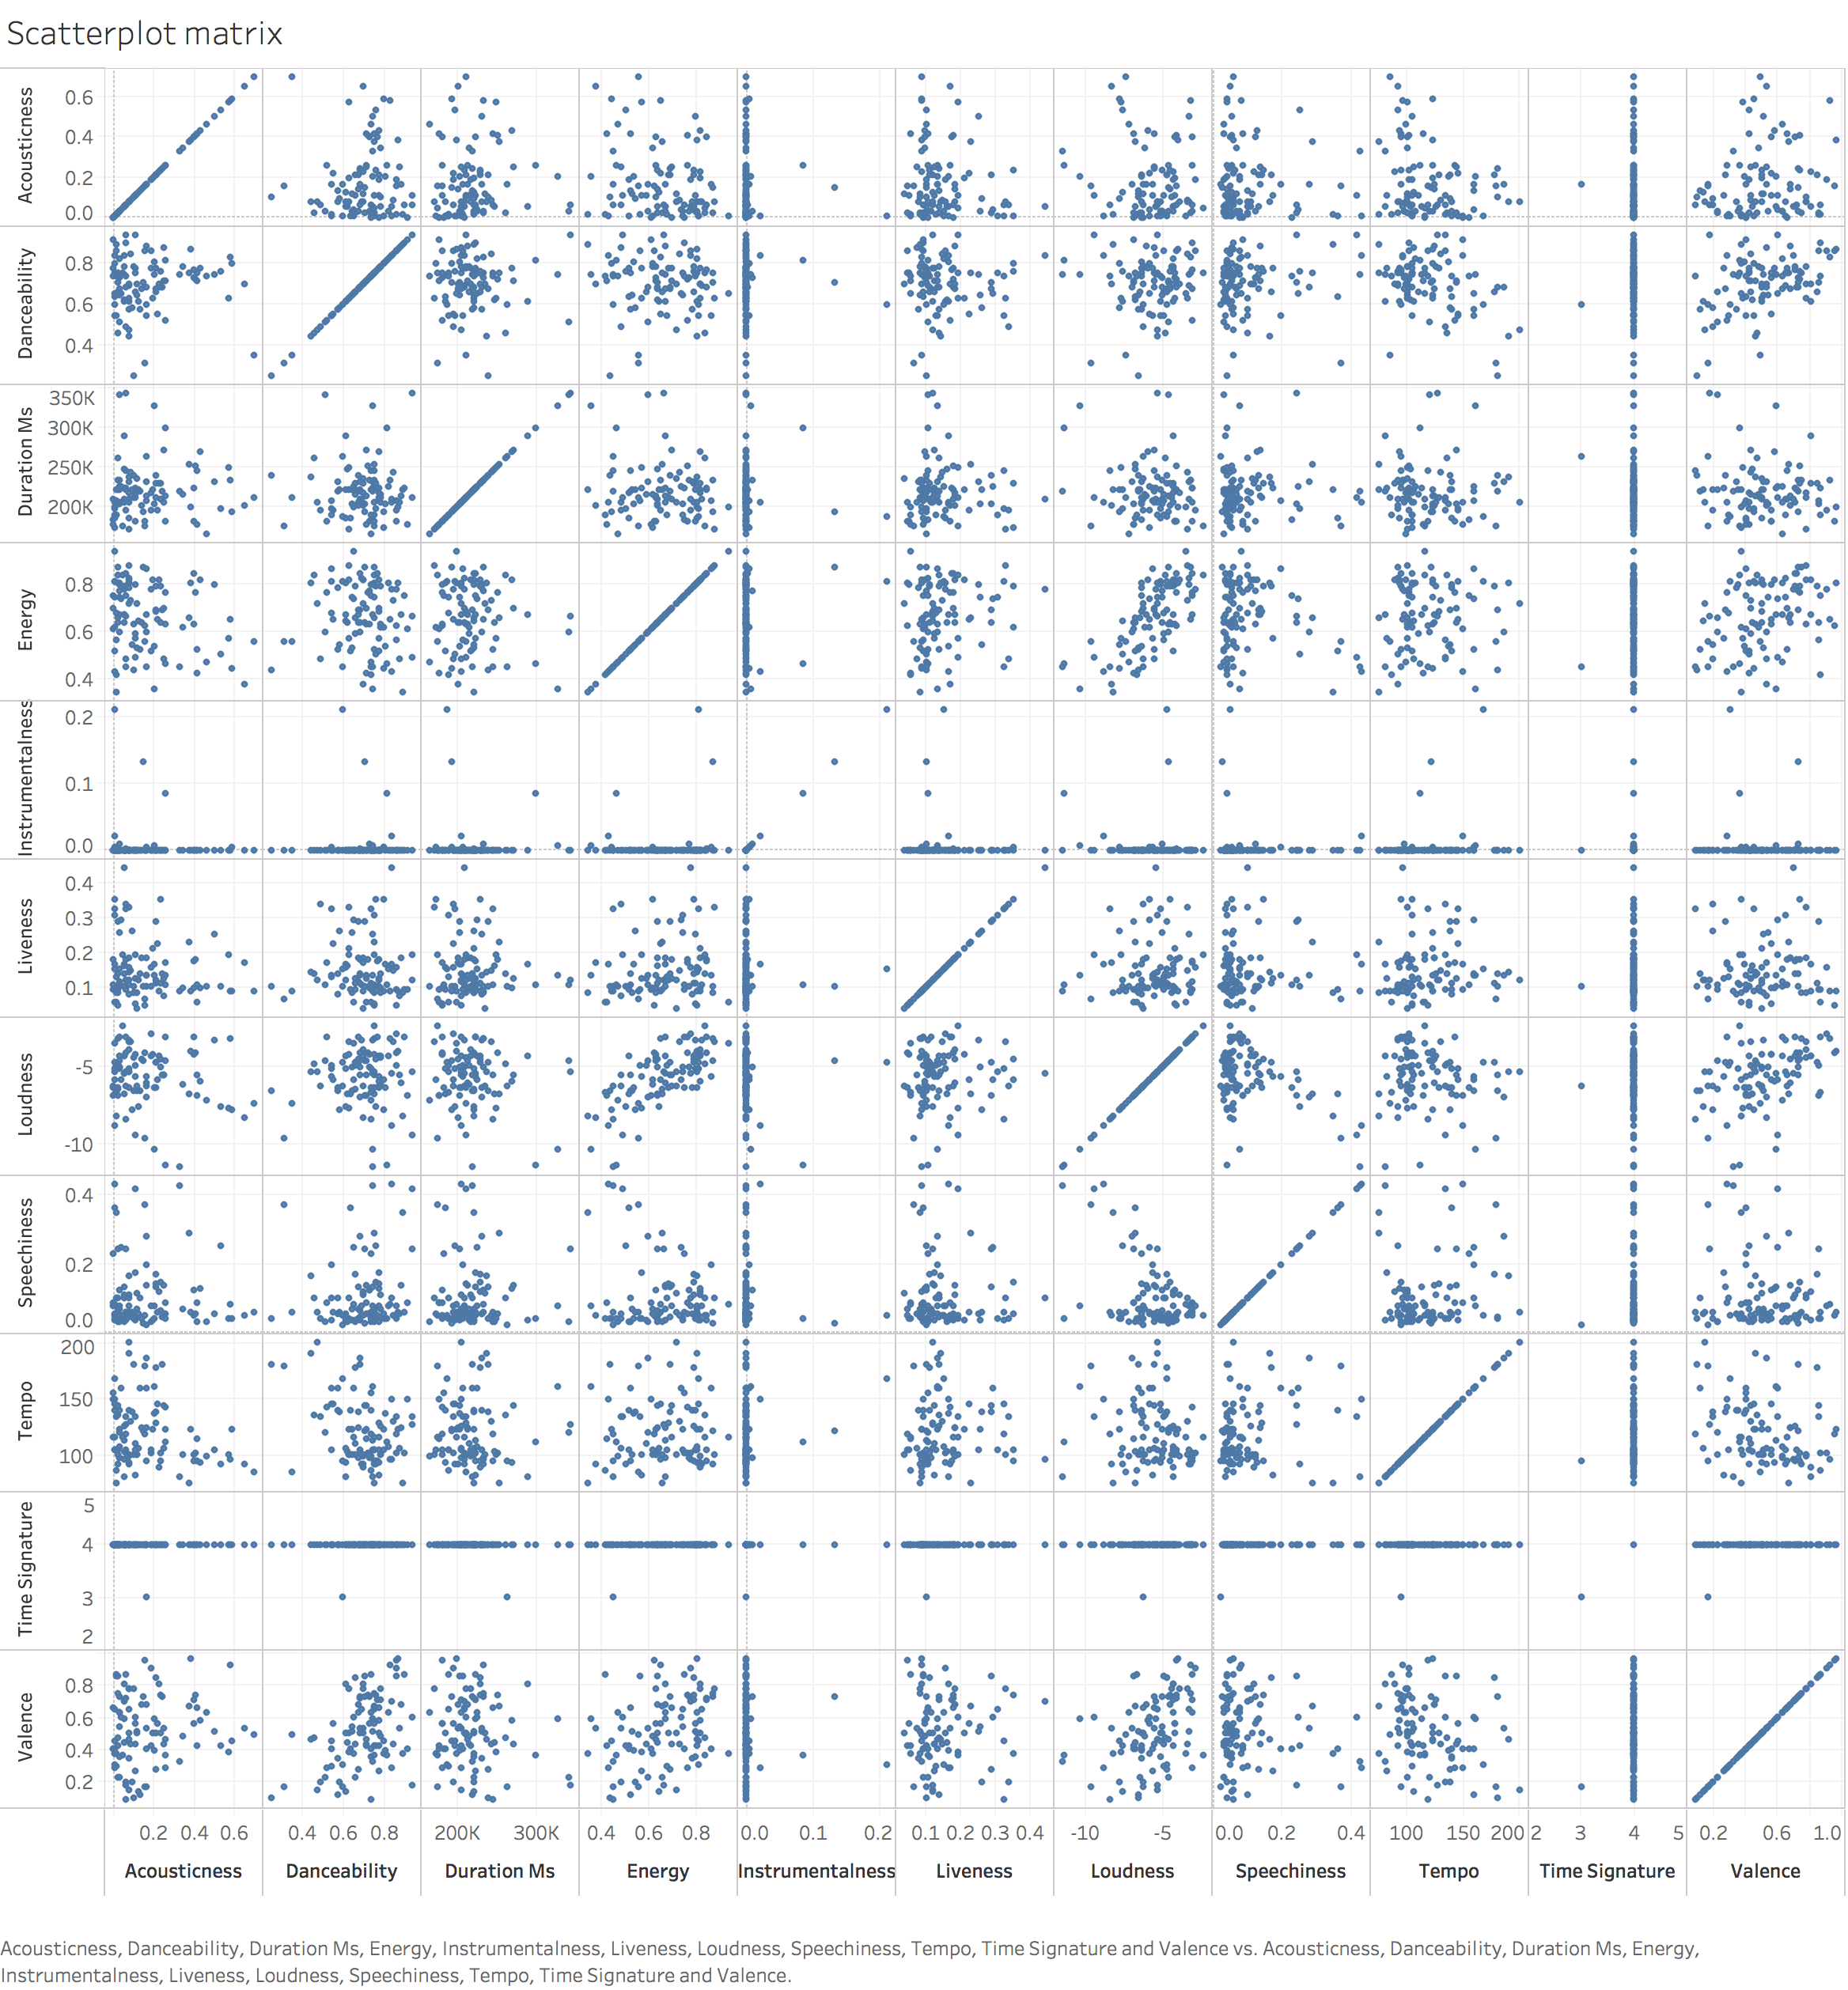 Scatterplot matrix
Acousticness
0.6
0.4
0.2
0.0
Danceability
0.8
0.6
0.4
Duration Ms
350K
300K
250K
200K
Energy
0.8
0.6
0.4
Instrumentalness
0.2
0.1
0.0
Liveness
0.4
0.3
0.2
0.1
Loudness
-5
-10
Speechiness
0.4
0.2
0.0
Tempo
200
150
100
Time Signature
5
4
3
2
Valence
0.8
0.6
0.4
0.2
0.2 0.4 0.6 0.4 0.6 0.8 200K 300K 0.4 0.6 0.8 0.0 0.1 0.2 0.1 0.2 0.3 0.4 -10 -5 0.0 0.2 0.4 100 150 200 2 3 4 5 0.2 0.6 1.0
Acousticness Danceability Duration Ms Energy Instrumentalness Liveness Loudness Speechiness Tempo Time Signature Valence
Acousticness, Danceability, Duration Ms, Energy, Instrumentalness, Liveness, Loudness, Speechiness, Tempo, Time Signature and Valence vs. Acousticness, Danceability, Duration Ms, Energy,
Instrumentalness, Liveness, Loudness, Speechiness, Tempo, Time Signature and Valence.